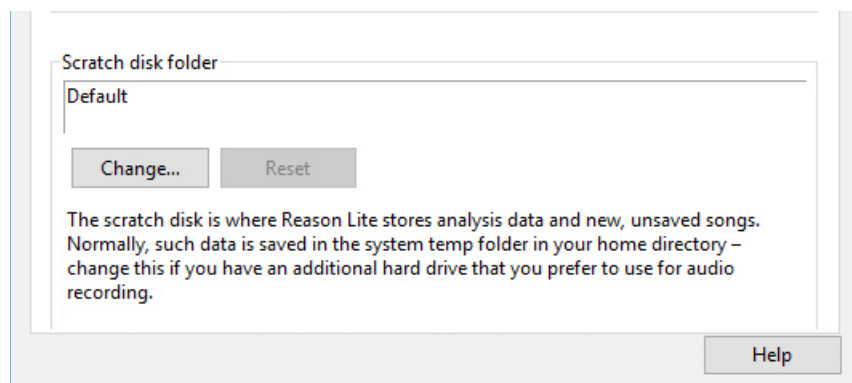 Scratch disk folder
Default
Change...
Reset
The scratch disk is where Reason Lite stores analysis data and new, unsaved songs.
Normally, such data is saved in the system temp folder in your home directory –
change this if you have an additional hard drive that you prefer to use for audio
recording.
Help